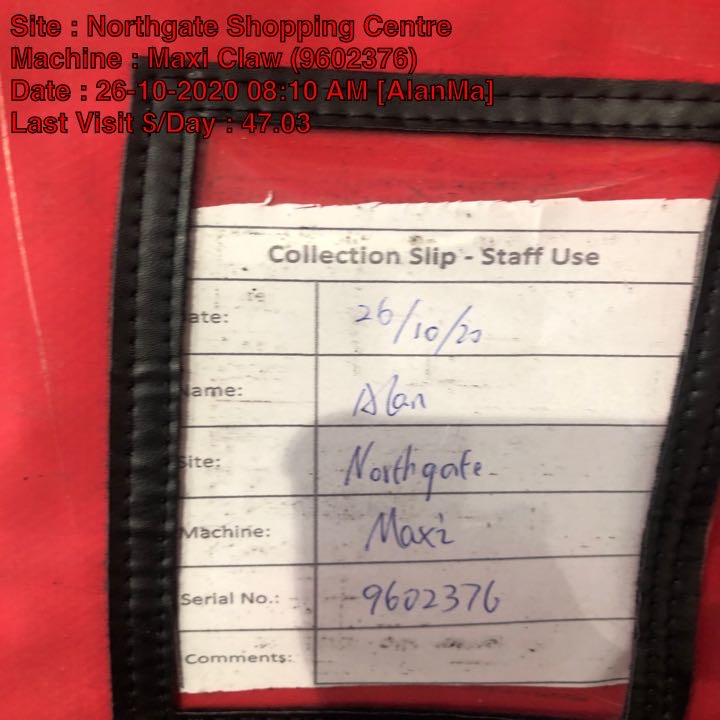 Site : Northgate Shopping Centre
Machine : Maxi Claw (9602376)
Date : 26-10-2020 08:10 AM [AlanMa]
Last Visit $/Day : 47.03
Collection Slip - Staff Use
ate: 26/10/20
ame: Alan
Site: Northgate
Machine: Maxi
Serial No.: 9602376
Comments: